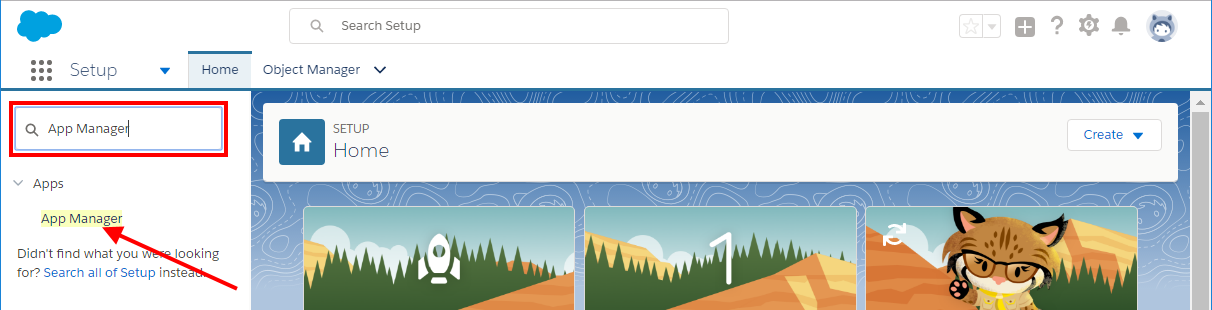 Search Setup
Setup
Home
Object Manager
App Manager
Apps
App Manager
Didn't find what you were looking
for? Search all of Setup instead.
SETUP
Home
Create
1